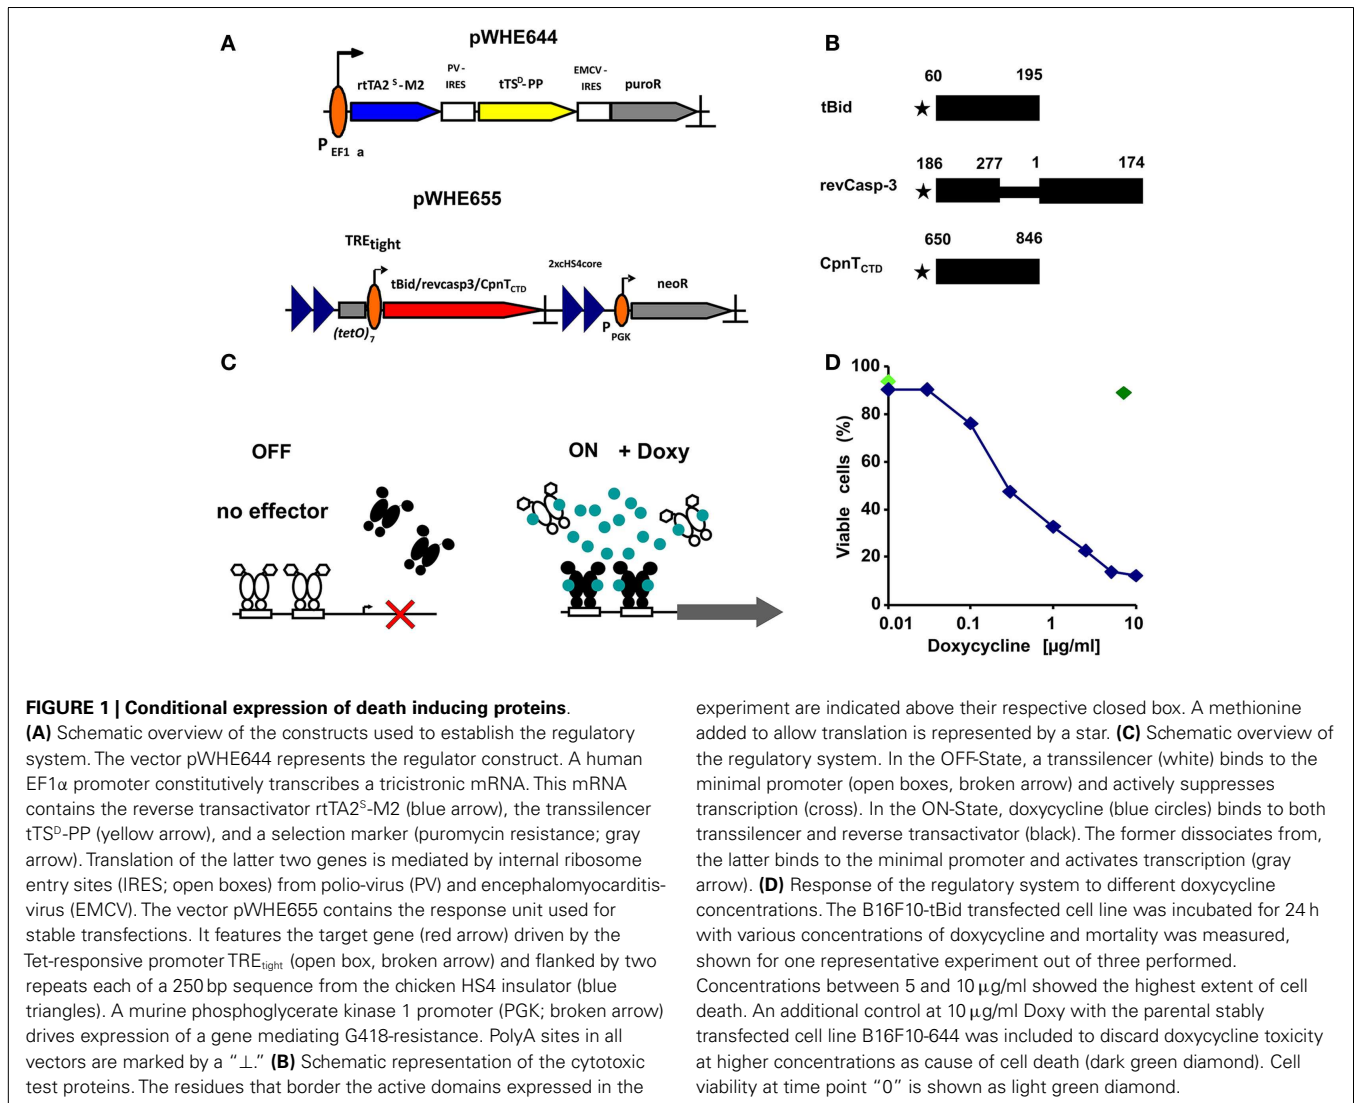 A
pWHE644
rtTA2 S-M2
PV-
IRES
tTSD-PP
EMCV-
IRES
puroR
P EF1 a
pWHE655
TREtight
tBid/revcasp3/CpnTCTD
2xcHS4core
neoR
(tetO)7
P PGK
B
60 195
tBid
186 277 1 174
revCasp-3
650 846
CpnTCTD
C
OFF
no effector
ON + Doxy
D
100
80
60
40
20
0
Viable cells (%)
0.01 0.1 1 10
Doxycycline [µg/ml]
FIGURE 1 | Conditional expression of death inducing proteins.
(A) Schematic overview of the constructs used to establish the regulatory
system. The vector pWHE644 represents the regulator construct. A human
EF1α promoter constitutively transcribes a tricistronic mRNA. This mRNA
contains the reverse transactivator rtTA2S-M2 (blue arrow), the transsilencer
tTSD-PP (yellow arrow), and a selection marker (puromycin resistance; gray
arrow). Translation of the latter two genes is mediated by internal ribosome
entry sites (IRES; open boxes) from polio-virus (PV) and encephalomyocarditis-
virus (EMCV). The vector pWHE655 contains the response unit used for
stable transfections. It features the target gene (red arrow) driven by the
Tet-responsive promoter TREtight (open box, broken arrow) and flanked by two
repeats each of a 250 bp sequence from the chicken HS4 insulator (blue
triangles). A murine phosphoglycerate kinase 1 promoter (PGK; broken arrow)
drives expression of a gene mediating G418-resistance. PolyA sites in all
vectors are marked by a “⊥.” (B) Schematic representation of the cytotoxic
test proteins. The residues that border the active domains expressed in the
experiment are indicated above their respective closed box. A methionine
added to allow translation is represented by a star. (C) Schematic overview of
the regulatory system. In the OFF-State, a transsilencer (white) binds to the
minimal promoter (open boxes, broken arrow) and actively suppresses
transcription (cross). In the ON-State, doxycycline (blue circles) binds to both
transsilencer and reverse transactivator (black). The former dissociates from,
the latter binds to the minimal promoter and activates transcription (gray
arrow). (D) Response of the regulatory system to different doxycycline
concentrations. The B16F10-tBid transfected cell line was incubated for 24 h
with various concentrations of doxycycline and mortality was measured,
shown for one representative experiment out of three performed.
Concentrations between 5 and 10 µg/ml showed the highest extent of cell
death. An additional control at 10 µg/ml Doxy with the parental stably
transfected cell line B16F10-644 was included to discard doxycycline toxicity
at higher concentrations as cause of cell death (dark green diamond). Cell
viability at time point “0” is shown as light green diamond.